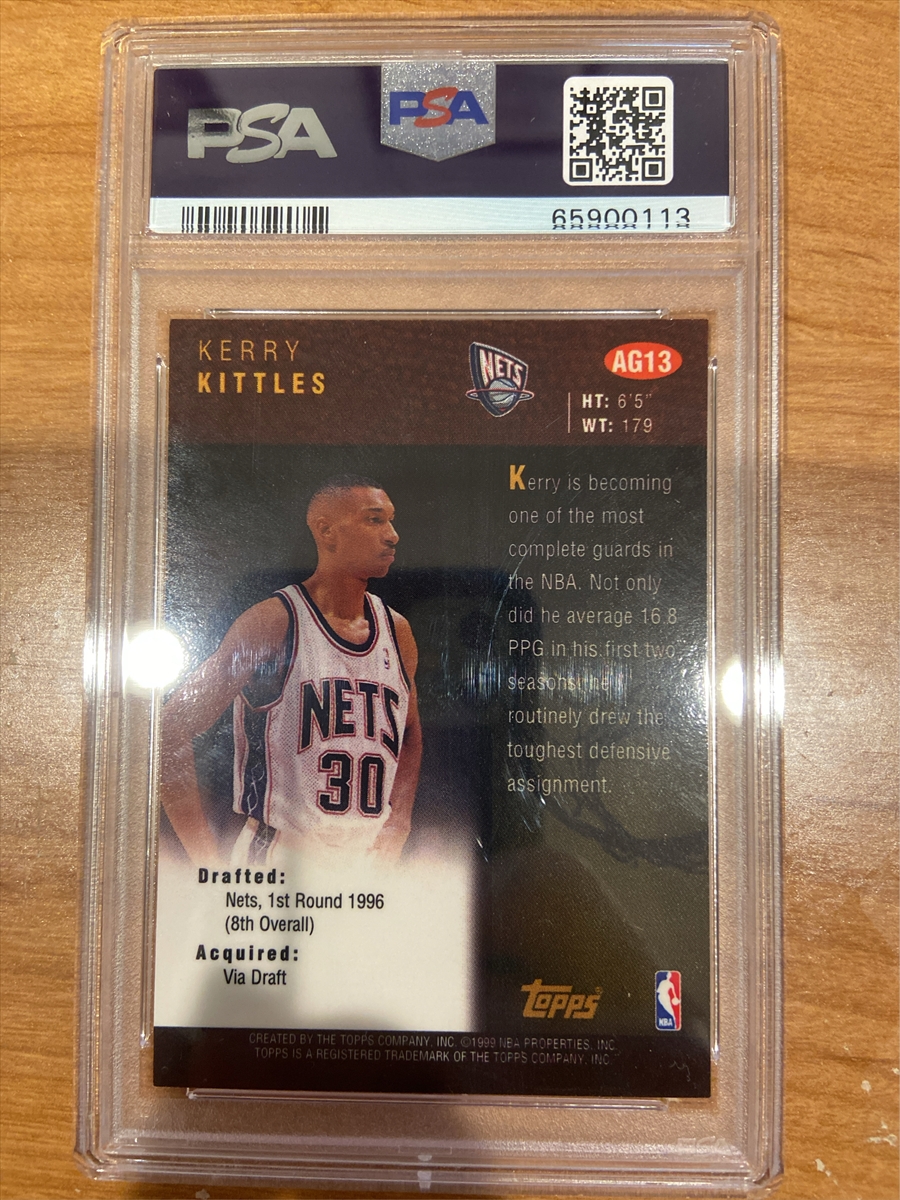 PSA
PSA
65900113
KERRY
KITTLES
NETS
AG13
HT: 6'5"
WT: 179
Kerry is becoming
one of the most
complete guards in
the NBA. Not only
did he average 16.8
PPG in his first two
seasons, he
routinely drew the
toughest defensive
assignment.
NETS
30
Drafted:
Nets, 1st Round 1996
(8th Overall)
Acquired:
Via Draft
TOPPS
NBA
CREATED BY THE TOPPS COMPANY, INC. ©1999 NBA PROPERTIES, INC.
TOPPS IS A REGISTERED TRADEMARK OF THE TOPPS COMPANY, INC.